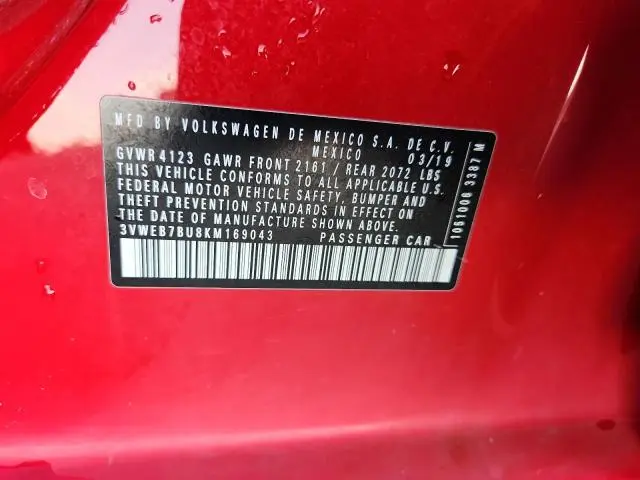 MFD BY VOLKSWAGEN DE MEXICO S.A. DE C.V.
MEXICO 03/19
GVWR 4123 GAWR FRONT 2161 / REAR 2072 LBS
THIS VEHICLE CONFORMS TO ALL APPLICABLE U.S.
FEDERAL MOTOR VEHICLE SAFETY, BUMPER AND
THEFT PREVENTION STANDARDS IN EFFECT ON
THE DATE OF MANUFACTURE SHOWN ABOVE.
3VWEB7BU8KM169043 PASSENGER CAR
1051006 3387 M